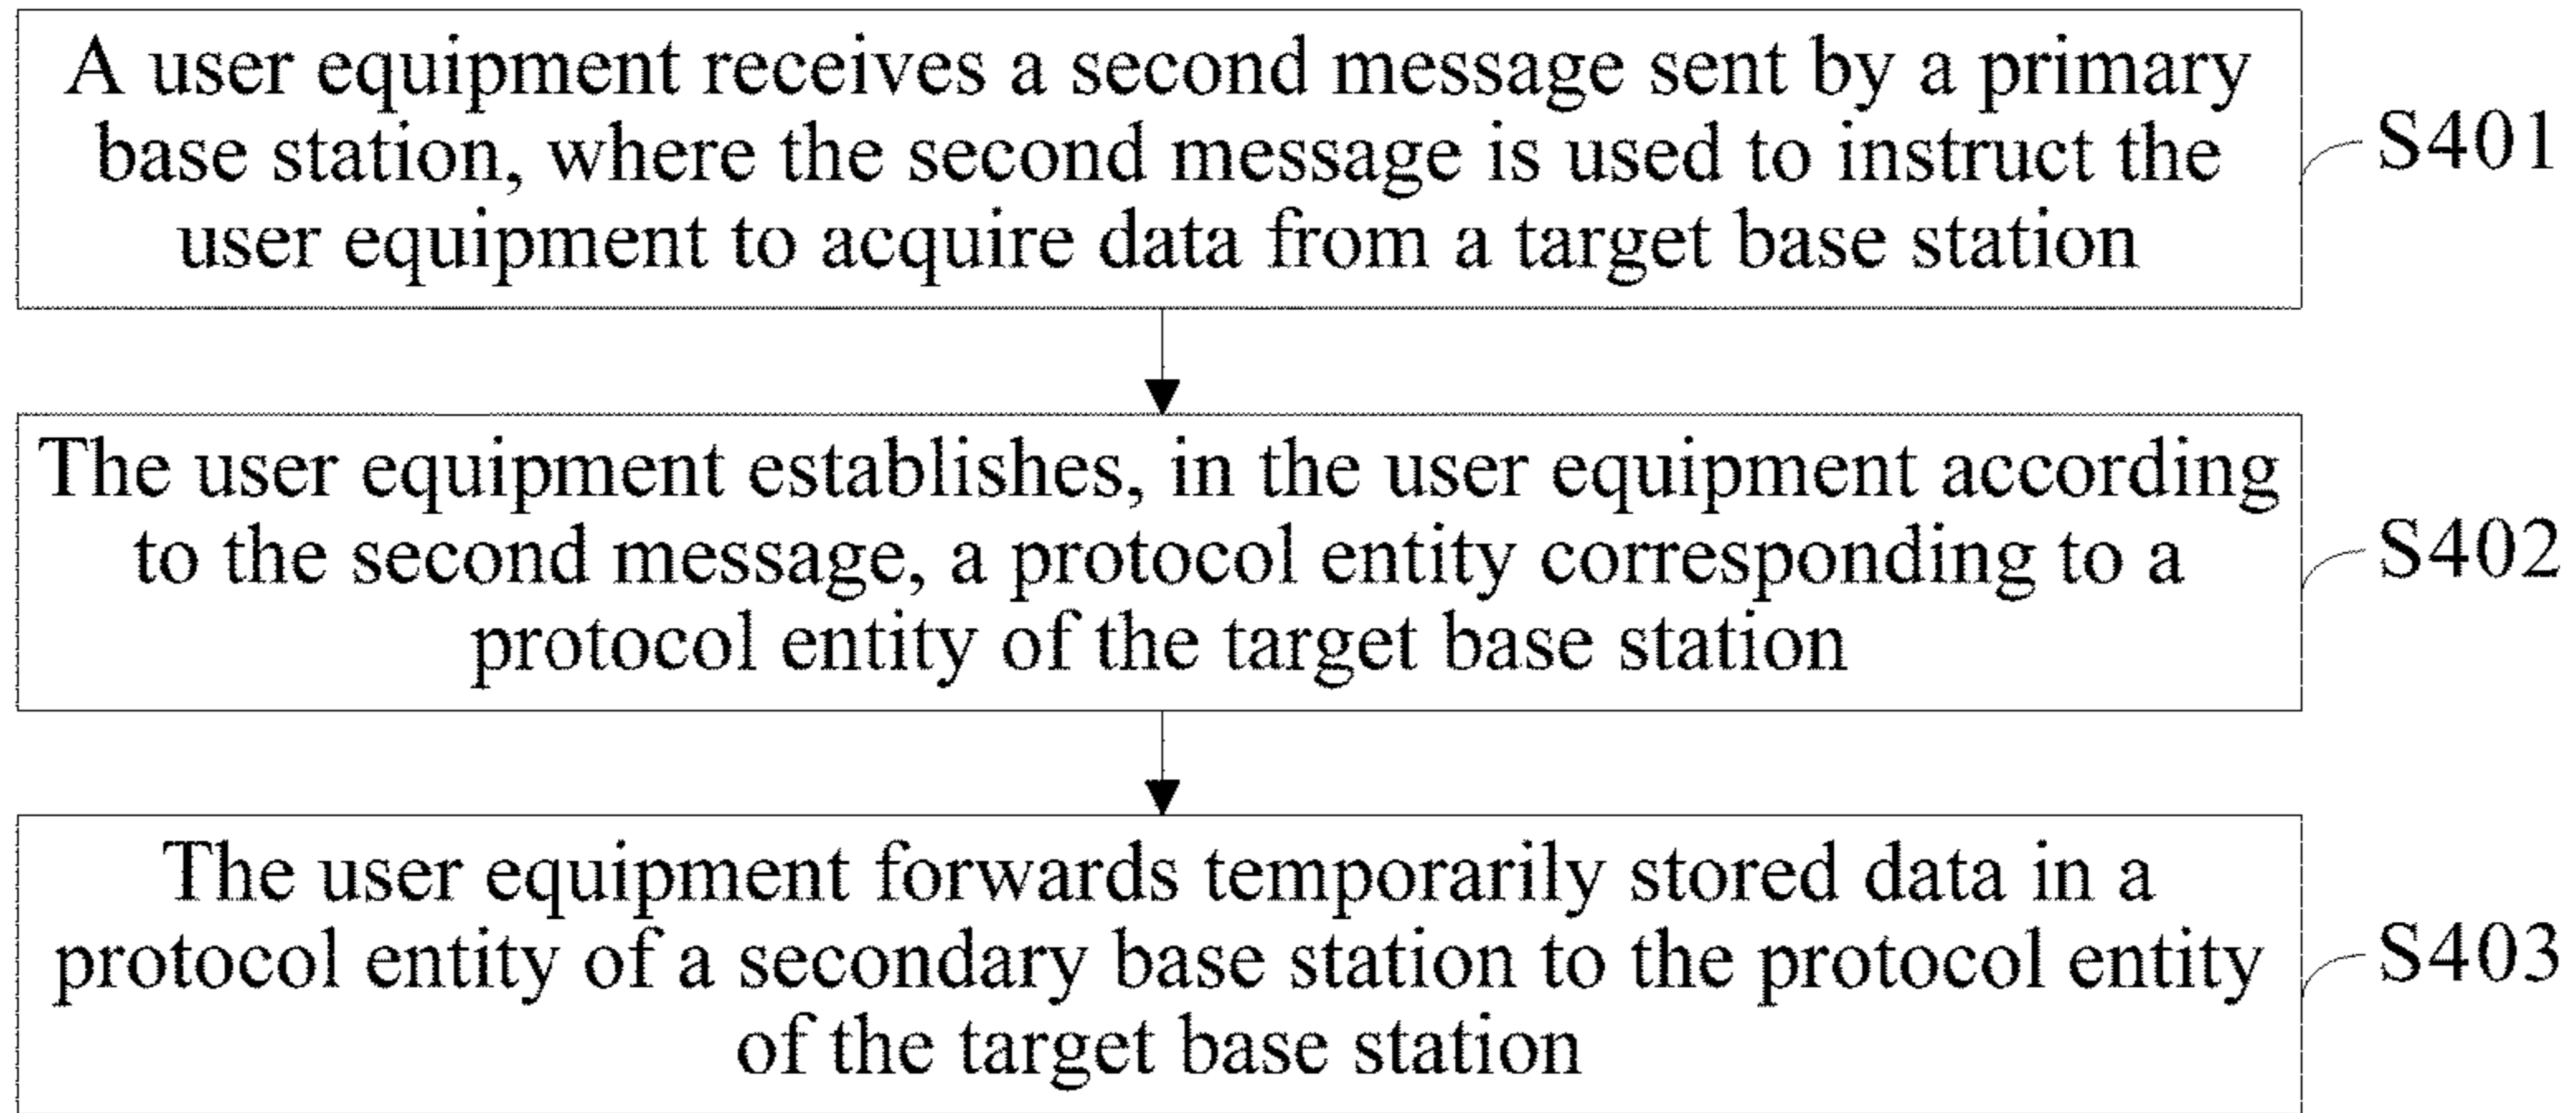 A user equipment receives a second message sent by a primary
base station, where the second message is used to instruct the
user equipment to acquire data from a target base station
S401
The user equipment establishes, in the user equipment according
to the second message, a protocol entity corresponding to a
protocol entity of the target base station
S402
The user equipment forwards temporarily stored data in a
protocol entity of a secondary base station to the protocol entity
of the target base station
S403